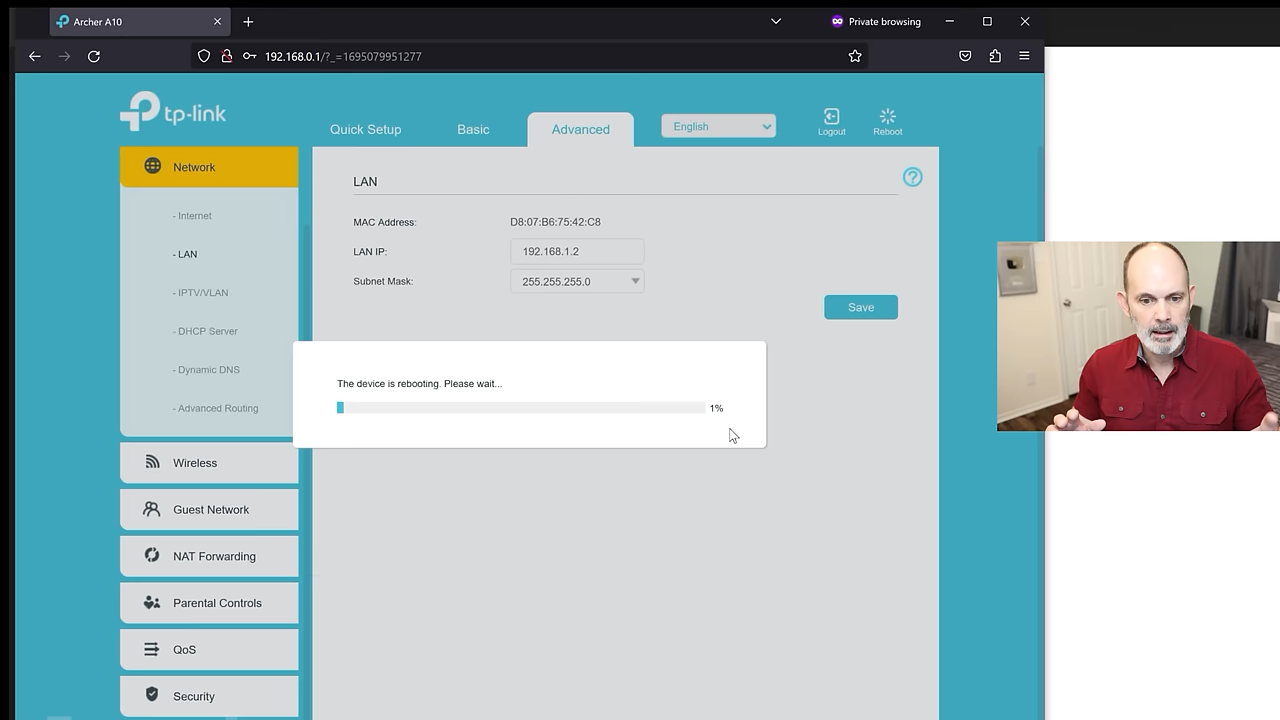 Archer A10
Private browsing
192.168.0.1/?_=1695079951277
tp-link
Quick Setup
Basic
Advanced
English
Logout
Reboot
Network
- Internet
- LAN
- IPTV/VLAN
- DHCP Server
- Dynamic DNS
- Advanced Routing
Wireless
Guest Network
NAT Forwarding
Parental Controls
QoS
Security
LAN
MAC Address: D8:07:B6:75:42:C8
LAN IP: 192.168.1.2
Subnet Mask: 255.255.255.0
Save
The device is rebooting. Please wait...
1%